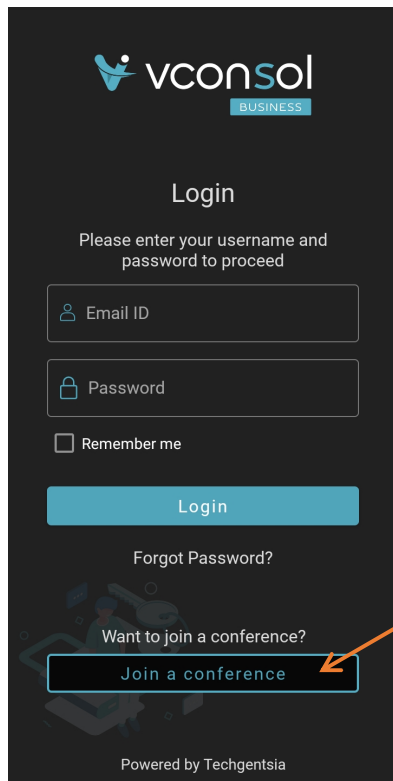 vconsol
BUSINESS
Login
Please enter your username and
password to proceed
Email ID
Password
Remember me
Login
Forgot Password?
Want to join a conference?
Join a conference
Powered by Techgentsia